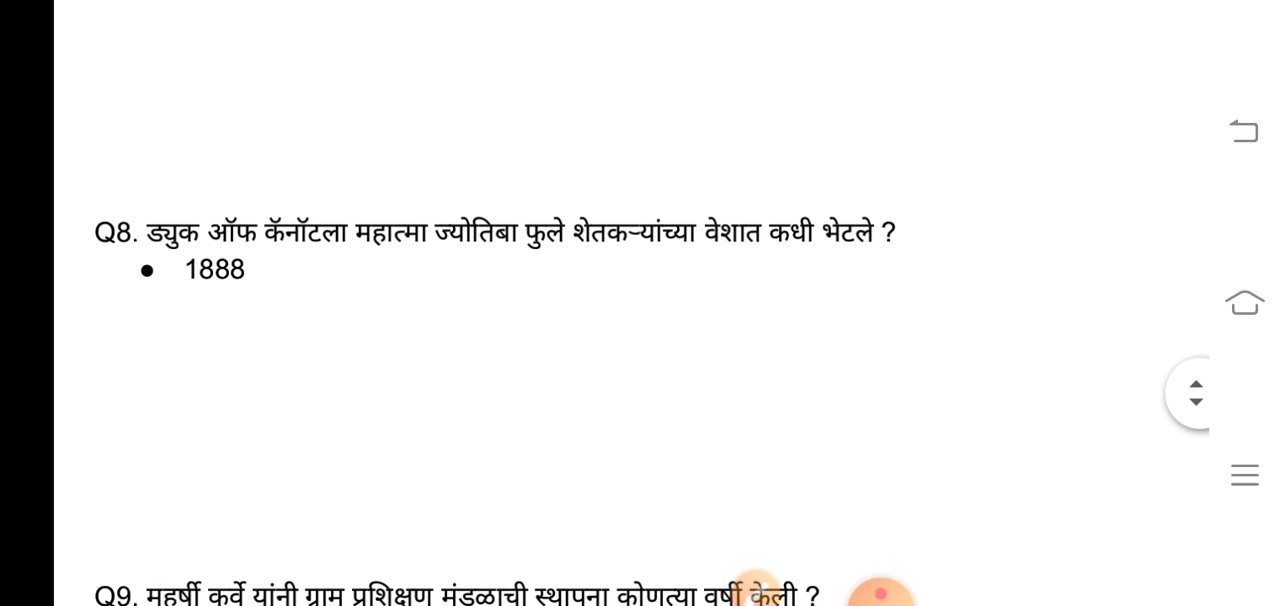 Q8. ड्युक ऑफ कॅनॉटला महात्मा ज्योतिबा फुले शेतकऱ्यांच्या वेशात कधी भेटले ?
● 1888
Q9. महर्षी कर्वे यांनी ग्राम प्रशिक्षण मंडळाची स्थापना कोणत्या वर्षी केली ?